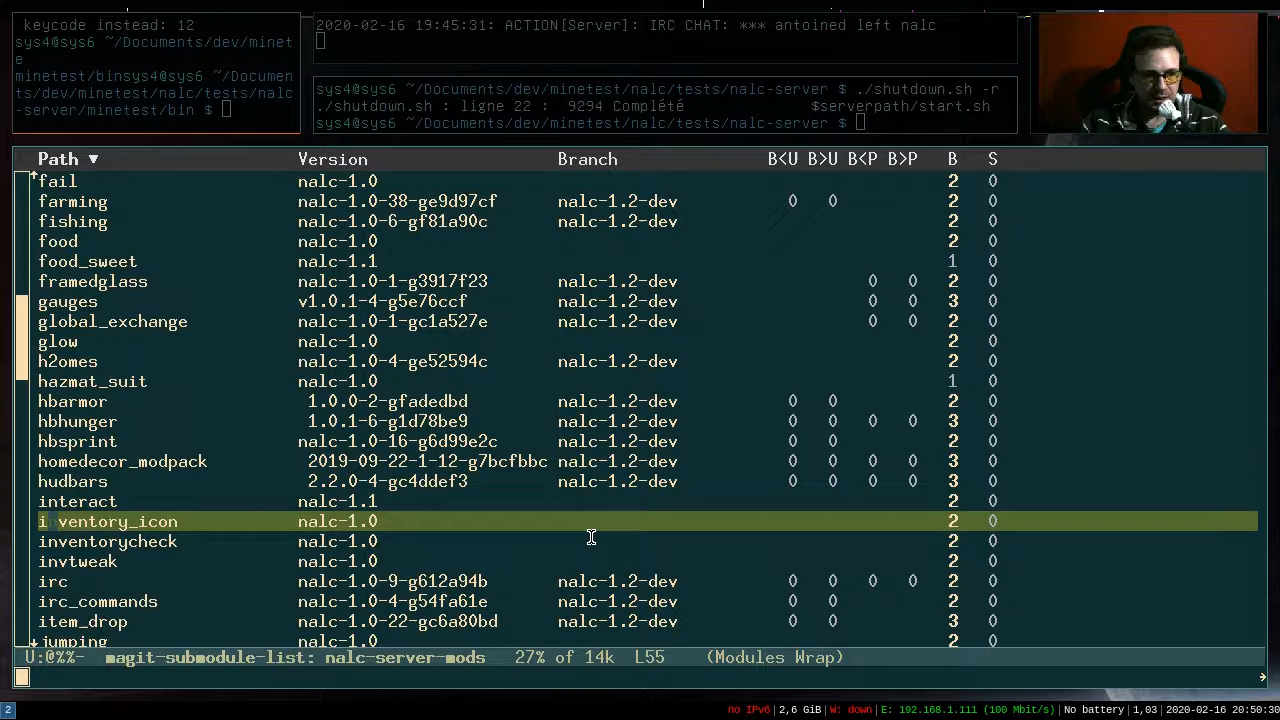 keycode instead: 12
sys4@sys6 ~/Documents/dev/minet
e
minetest/binsys4@sys6 ~/Documen
ts/dev/minetest/nalc/tests/nalc
-server/minetest/bin $
2020-02-16 19:45:31: ACTION[Server]: IRC CHAT: *** antoined left nalc
sys4@sys6 ~/Documents/dev/minetest/nalc/tests/nalc-server $ ./shutdown.sh -r
./shutdown.sh : ligne 22 :  9294 Complété                $serverpath/start.sh
sys4@sys6 ~/Documents/dev/minetest/nalc/tests/nalc-server $
Path ▼ Version Branch B<U B>U B<P B>P B S
fail nalc-1.0 2 0
farming nalc-1.0-38-ge9d97cf nalc-1.2-dev 0 0 2 0
fishing nalc-1.0-6-gf81a90c nalc-1.2-dev 2 0
food nalc-1.0 2 0
food_sweet nalc-1.1 1 0
framedglass nalc-1.0-1-g3917f23 nalc-1.2-dev 0 0 2 0
gauges v1.0.1-4-g5e76ccf nalc-1.2-dev 0 0 3 0
global_exchange nalc-1.0-1-gc1a527e nalc-1.2-dev 0 0 2 0
glow nalc-1.0 2 0
h2omes nalc-1.0-4-ge52594c nalc-1.2-dev 2 0
hazmat_suit nalc-1.0 1 0
hbarmor 1.0.0-2-gfadedbd nalc-1.2-dev 0 0 2 0
hbhunger 1.0.1-6-g1d78be9 nalc-1.2-dev 0 0 0 0 3 0
hbsprint nalc-1.0-16-g6d99e2c nalc-1.2-dev 0 0 2 0
homedecor_modpack 2019-09-22-1-12-g7bcfbbc nalc-1.2-dev 0 0 0 0 3 0
hudbars 2.2.0-4-gc4ddef3 nalc-1.2-dev 0 0 0 0 3 0
interact nalc-1.1 2 0
inventory_icon nalc-1.0 2 0
inventorycheck nalc-1.0 2 0
invtweak nalc-1.0 2 0
irc nalc-1.0-9-g612a94b nalc-1.2-dev 0 0 0 0 2 0
irc_commands nalc-1.0-4-g54fa61e nalc-1.2-dev 0 0 2 0
item_drop nalc-1.0-22-gc6a80bd nalc-1.2-dev 0 0 3 0
jumping nalc-1.0 2 0
U:@%%-  magit-submodule-list: nalc-server-mods   27% of 14k  L55    (Modules Wrap)
2 no IPv6|2,6 GiB|W: down|E: 192.168.1.111 (100 Mbit/s)|No battery|1,03|2020-02-16 20:50:30